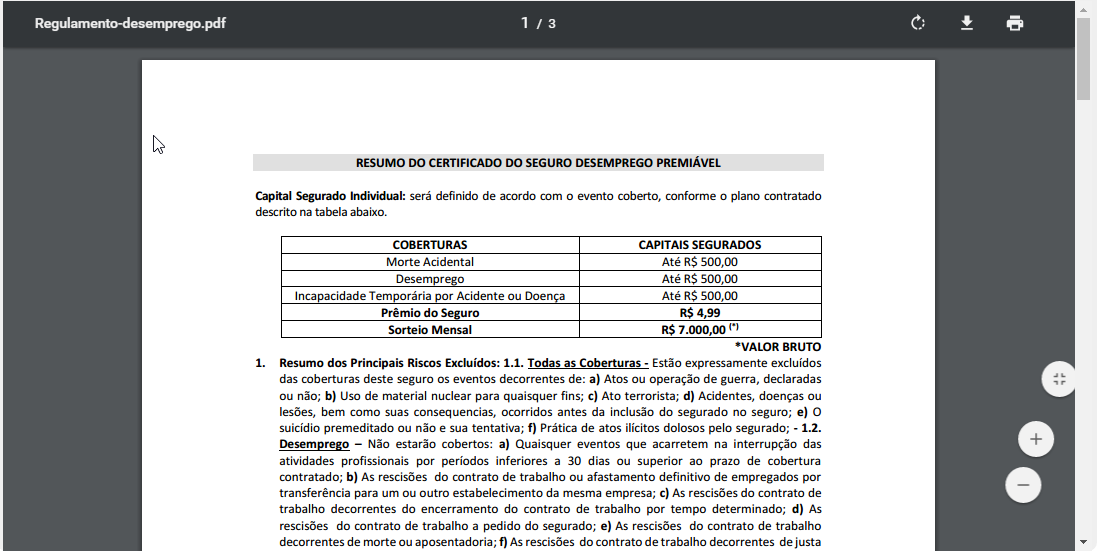 Regulamento-desemprego.pdf
1 / 3
RESUMO DO CERTIFICADO DO SEGURO DESEMPREGO PREMIÁVEL
Capital Segurado Individual: será definido de acordo com o evento coberto, conforme o plano contratado
descrito na tabela abaixo.
COBERTURAS CAPITAIS SEGURADOS
Morte Acidental Até R$ 500,00
Desemprego Até R$ 500,00
Incapacidade Temporária por Acidente ou Doença Até R$ 500,00
Prêmio do Seguro R$ 4,99
Sorteio Mensal R$ 7.000,00 (*)
*VALOR BRUTO
1. Resumo dos Principais Riscos Excluídos: 1.1. Todas as Coberturas - Estão expressamente excluídos
das coberturas deste seguro os eventos decorrentes de: a) Atos ou operação de guerra, declaradas
ou não; b) Uso de material nuclear para quaisquer fins; c) Ato terrorista; d) Acidentes, doenças ou
lesões, bem como suas consequencias, ocorridos antes da inclusão do segurado no seguro; e) O
suicídio premeditado ou não e sua tentativa; f) Prática de atos ilícitos dolosos pelo segurado; - 1.2.
Desemprego – Não estarão cobertos: a) Quaisquer eventos que acarretem na interrupção das
atividades profissionais por períodos inferiores a 30 dias ou superior ao prazo de cobertura
contratado; b) As rescisões do contrato de trabalho ou afastamento definitivo de empregados por
transferência para um ou outro estabelecimento da mesma empresa; c) As rescisões do contrato de
trabalho decorrentes do encerramento do contrato de trabalho por tempo determinado; d) As
rescisões do contrato de trabalho a pedido do segurado; e) As rescisões do contrato de trabalho
decorrentes de morte ou aposentadoria; f) As rescisões do contrato de trabalho decorrentes de justa